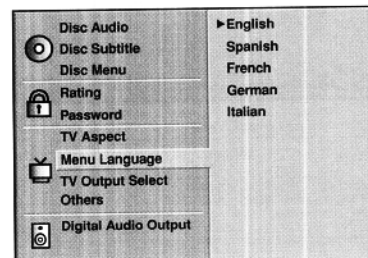 Disc Audio
Disc Subtitle
Disc Menu
Rating
Password
TV Aspect
Menu Language
TV Output Select
Others
Digital Audio Output
▶English
Spanish
French
German
Italian